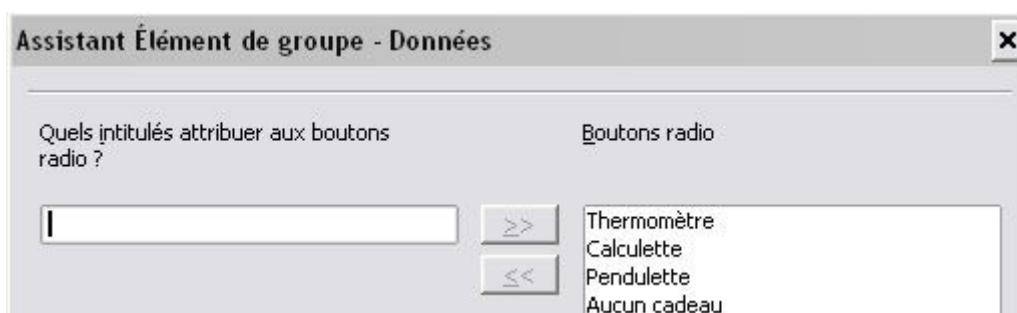 Assistant Élément de groupe - Données
Quels intitulés attribuer aux boutons
radio ?
Boutons radio
>>
<<
Thermomètre
Calculette
Pendulette
Aucun cadeau